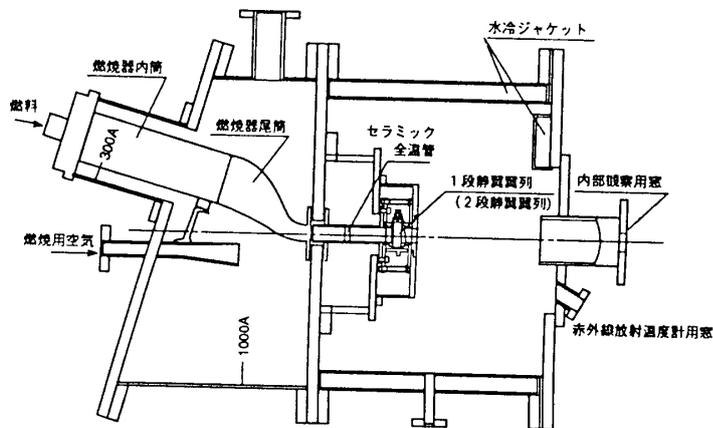 水冷ジャケット
燃焼器内筒
燃料
300A
燃焼器尾筒
セラミック
全温管
1段静翼翼列
(2段静翼翼列)
内部観察用窓
燃焼用空気
赤外線放射温度計用窓
1000A